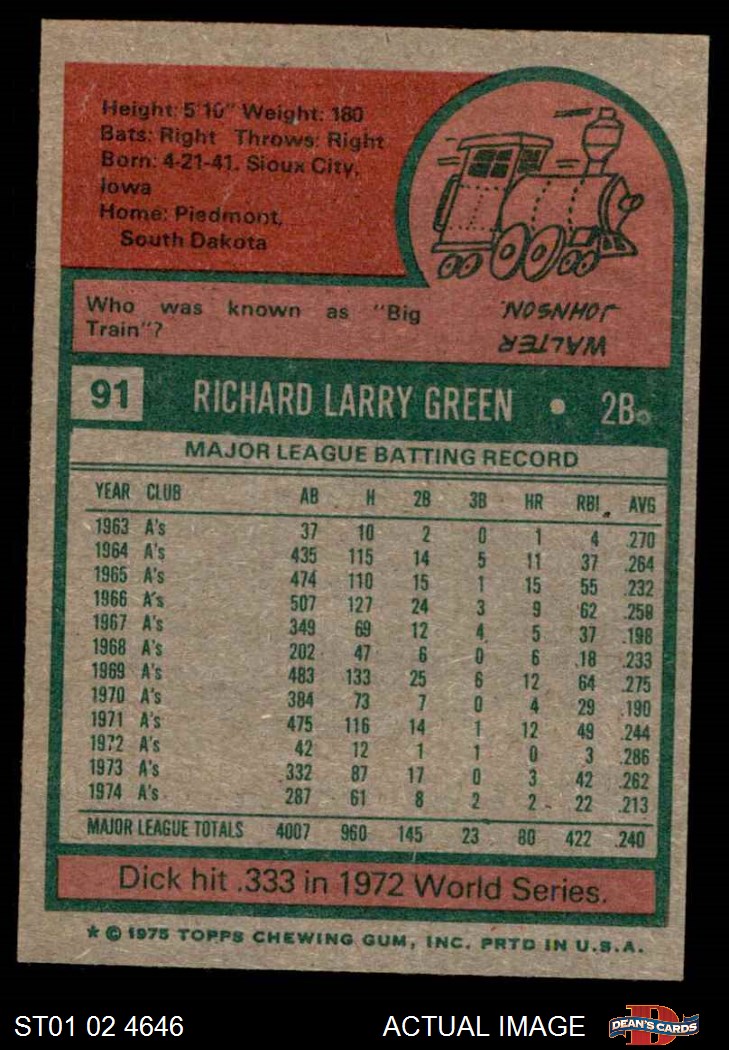 Height: 5'10" Weight: 180
Bats: Right Throws: Right
Born: 4-21-41, Sioux City,
Iowa
Home: Piedmont,
South Dakota
Who was known as "Big
Train"?
WALTER
JOHNSON.
91 RICHARD LARRY GREEN • 2B
MAJOR LEAGUE BATTING RECORD
YEAR CLUB AB H 2B 3B HR RBI AVG
1963 A's 37 10 2 0 1 4 .270
1964 A's 435 115 14 5 11 37 .264
1965 A's 474 110 15 1 15 55 .232
1966 A's 507 127 24 3 9 62 .250
1967 A's 349 69 12 4 5 37 .198
1968 A's 202 47 6 0 6 18 .233
1969 A's 483 133 25 6 12 64 .275
1970 A's 384 73 7 0 4 29 .190
1971 A's 475 116 14 1 12 49 .244
1972 A's 42 12 1 1 0 3 .286
1973 A's 332 87 17 0 3 42 .262
1974 A's 287 61 8 2 2 22 .213
MAJOR LEAGUE TOTALS 4007 960 145 23 80 422 .240
Dick hit .333 in 1972 World Series.
* © 1975 TOPPS CHEWING GUM, INC. PRTD IN U.S.A.
ST01 02 4646 ACTUAL IMAGE DEAN'S CARDS